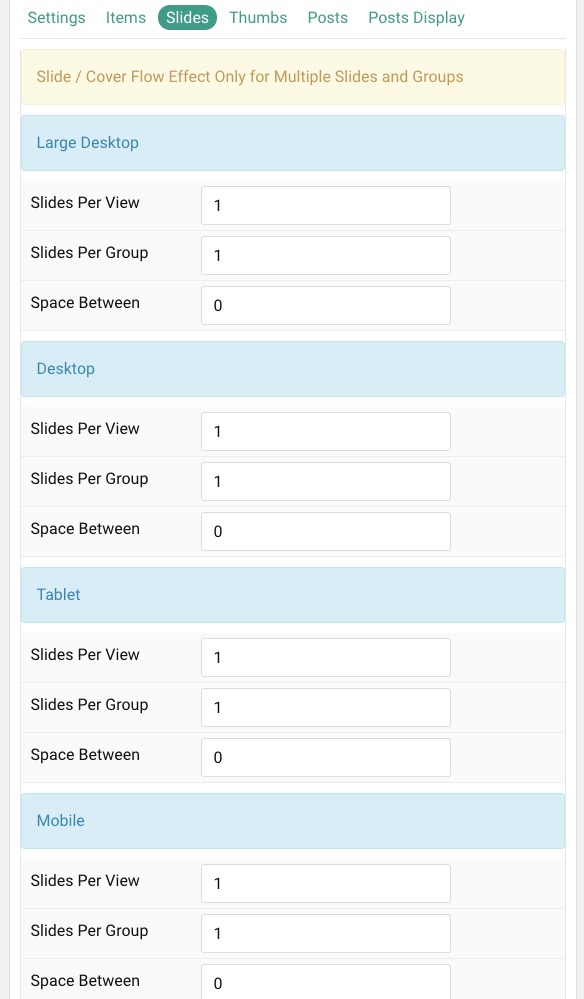 Settings Items Slides Thumbs Posts Posts Display
Slide / Cover Flow Effect Only for Multiple Slides and Groups
Large Desktop
Slides Per View 1
Slides Per Group 1
Space Between 0
Desktop
Slides Per View 1
Slides Per Group 1
Space Between 0
Tablet
Slides Per View 1
Slides Per Group 1
Space Between 0
Mobile
Slides Per View 1
Slides Per Group 1
Space Between 0